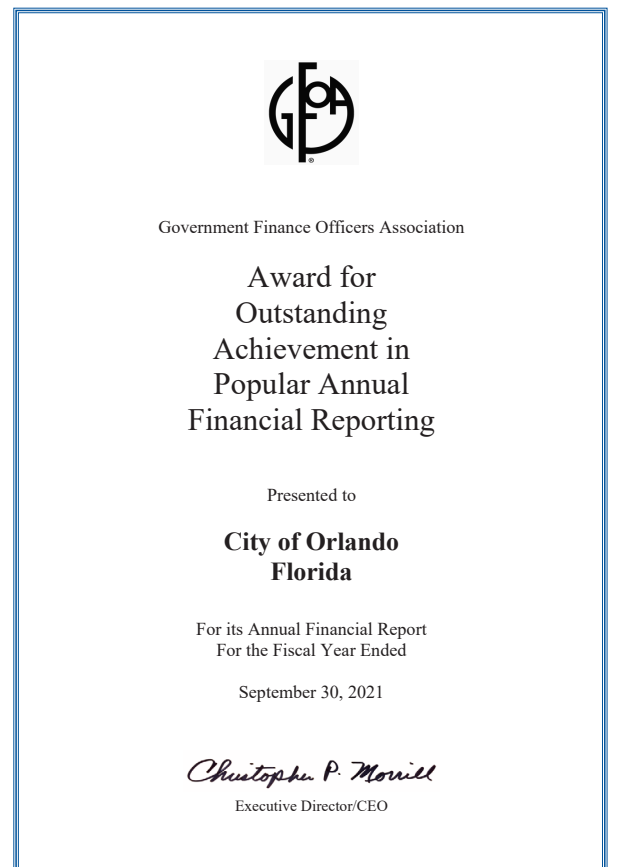 GFOA
®
Government Finance Officers Association
Award for
Outstanding
Achievement in
Popular Annual
Financial Reporting
Presented to
City of Orlando
Florida
For its Annual Financial Report
For the Fiscal Year Ended
September 30, 2021
Christopher P. Morrill
Executive Director/CEO